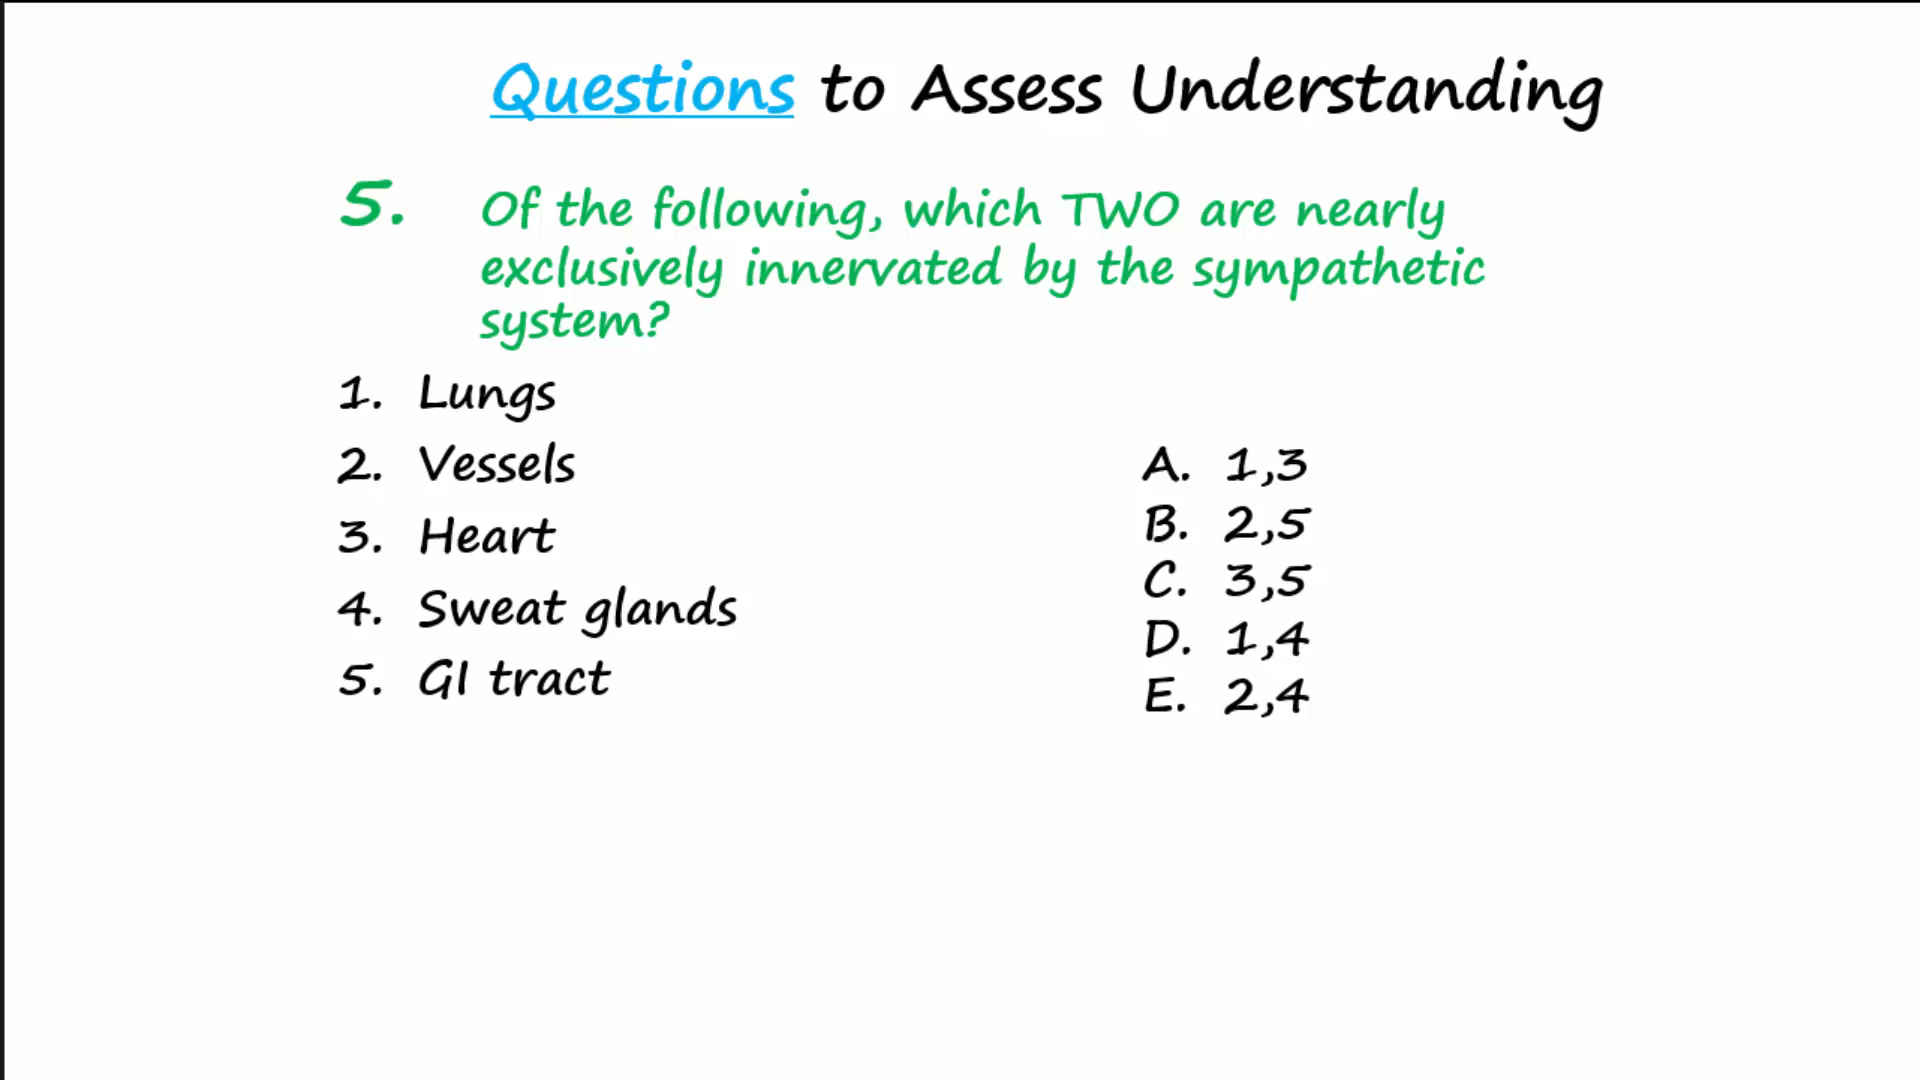 Questions to Assess Understanding
5. Of the following, which TWO are nearly
exclusively innervated by the sympathetic
system?
1. Lungs
2. Vessels
3. Heart
4. Sweat glands
5. GI tract
A. 1,3
B. 2,5
C. 3,5
D. 1,4
E. 2,4